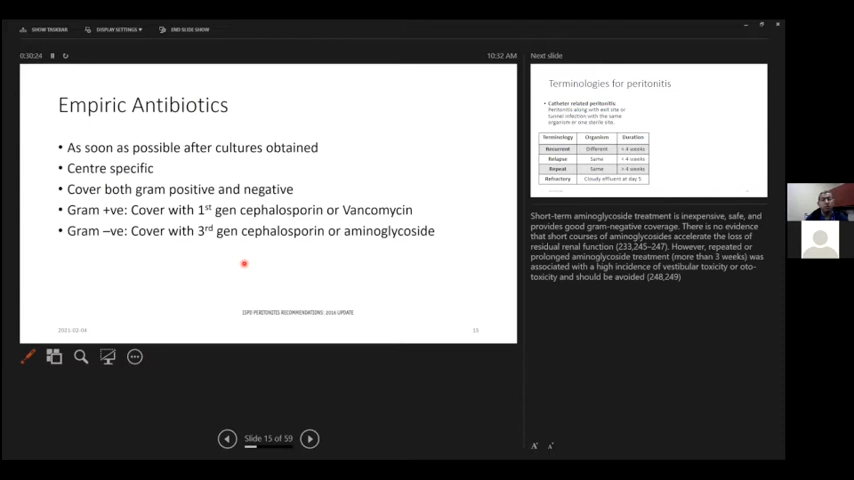 SHOW TASKBAR
DISPLAY SETTINGS ▾
END SLIDE SHOW
0:30:24
10:32 AM
Empiric Antibiotics
• As soon as possible after cultures obtained
• Centre specific
• Cover both gram positive and negative
• Gram +ve: Cover with 1st gen cephalosporin or Vancomycin
• Gram –ve: Cover with 3rd gen cephalosporin or aminoglycoside
ISPD PERITONITIS RECOMMENDATIONS: 2016 UPDATE
2021-02-04
15
Slide 15 of 59
Next slide
Terminologies for peritonitis
• Catheter related peritonitis:
Peritonitis along with exit site or
tunnel infection with the same
organism or one sterile site.
Terminology Organism Duration
Recurrent Different < 4 weeks
Relapse Same < 4 weeks
Repeat Same > 4 weeks
Refractory Cloudy effluent at day 5
Short-term aminoglycoside treatment is inexpensive, safe, and
provides good gram-negative coverage. There is no evidence
that short courses of aminoglycosides accelerate the loss of
residual renal function (233,245–247). However, repeated or
prolonged aminoglycoside treatment (more than 3 weeks) was
associated with a high incidence of vestibular toxicity or oto-
toxicity and should be avoided (248,249)
A A